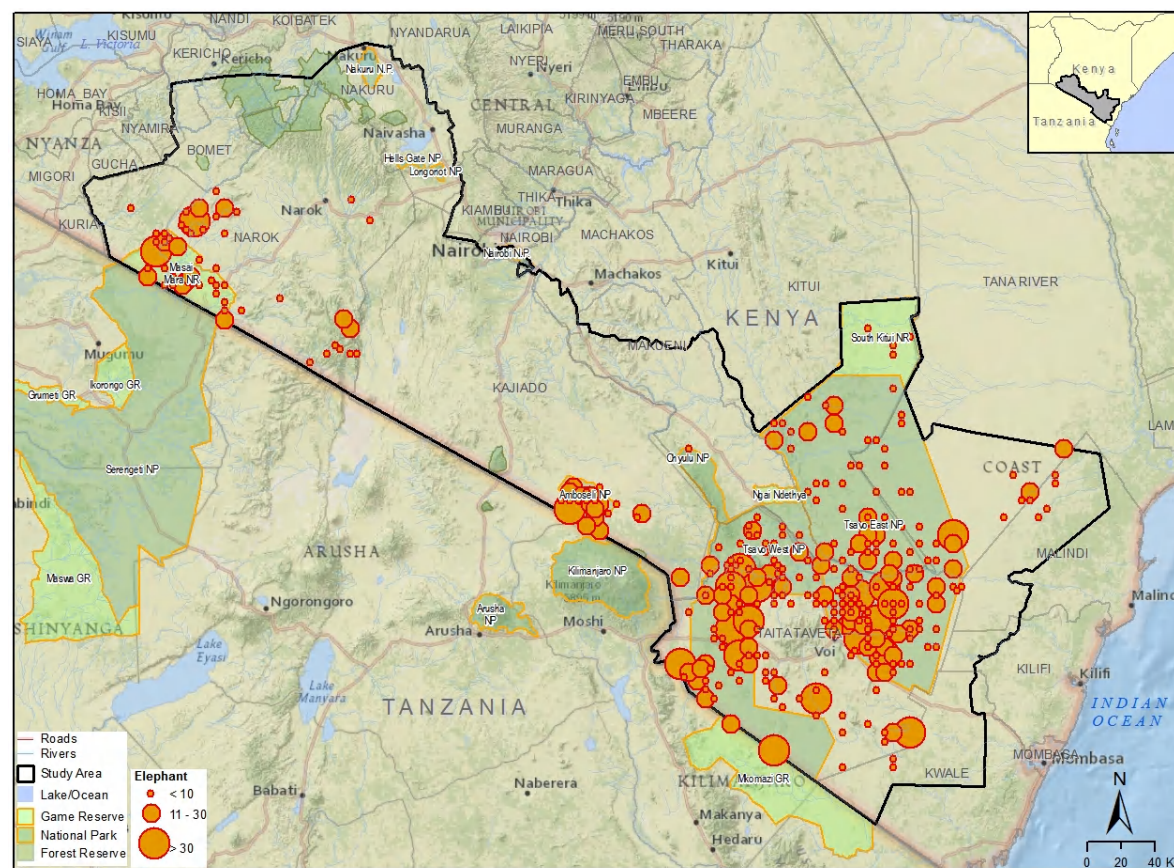 KISUMU
NANDI
KOIBATEK
NYANDARUA
LAIKIPIA
5190 m
MERU SOUTH
THARAKA
SIAYA
L. Victoria
KERICHO
Kericho
Nakuru
Nakuru N.P.
NAKURU
NYERI
Nyeri
EMBU
Embu
KIRINYAGA
MBEERE
HOMA BAY
Homa Bay
KISII
NYAMIRA
NYANZA
GUCHA
BOMET
MIGORI
KURIA
CENTRAL
MURANGA
Naivasha
Hells Gate NP
Longonot NP
MARAGUA
THIKA
Thika
KIAMBU
NAIROBI
MUNICIPALITY
NAIROBI
Nairobi N.P.
MACHAKOS
Machakos
Kitui
KITUI
TANA RIVER
Narok
NAROK
Masai
Mara NR
KENYA
MAKUENI
South Kitui NR
KAJIADO
Mugumu
Ikorongo GR
Grumeti GR
Serengeti NP
Maswa GR
SHINYANGA
Chyulu NP
Ngai Ndethya
COAST
LAM
Amboseli NP
Tsavo East NP
Tsavo West NP
MALINDI
Malindi
ARUSHA
Kilimanjaro NP
Ngorongoro
Arusha
NP
Arusha
Moshi
TAITA TAVETA
Voi
KILIFI
Kilifi
Lake
Eyasi
Lake
Manyara
TANZANIA
INDIAN
OCEAN
MOMBASA
Mombasa
KWALE
KILIMANJARO
Mkomazi GR
Babati
Naberera
Makanya
Hedaru
Kenya
Tanzania
Roads
Rivers
Study Area
Lake/Ocean
Game Reserve
National Park
Forest Reserve
Elephant
< 10
11 - 30
> 30
N
0 20 40 K